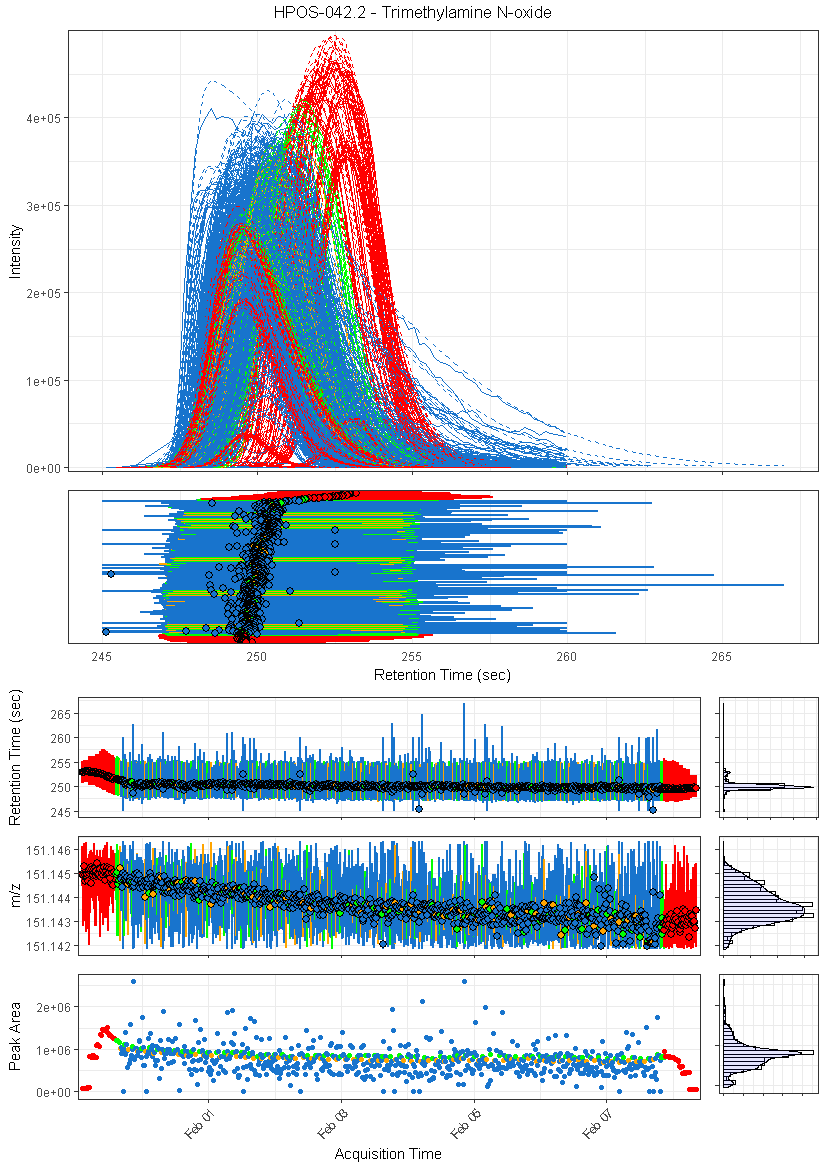 HPOS-042.2 - Trimethylamine N-oxide
Intensity
4e+05
3e+05
2e+05
1e+05
0e+00
245 250 255 260 265
Retention Time (sec)
Retention Time (sec)
265
260
255
250
245
m/z
151.146
151.145
151.144
151.143
151.142
Peak Area
2e+06
1e+06
0e+00
Feb 01 Feb 03 Feb 05 Feb 07
Acquisition Time